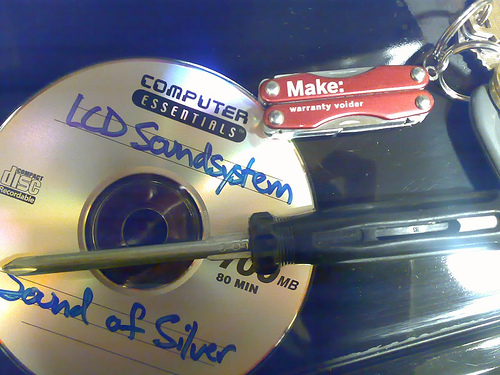 COMPUTER
ESSENTIALS
LCD Soundsystem
COMPACT
disc
Recordable
Make:
warranty voider
700 MB
80 MIN
Sound of Silver